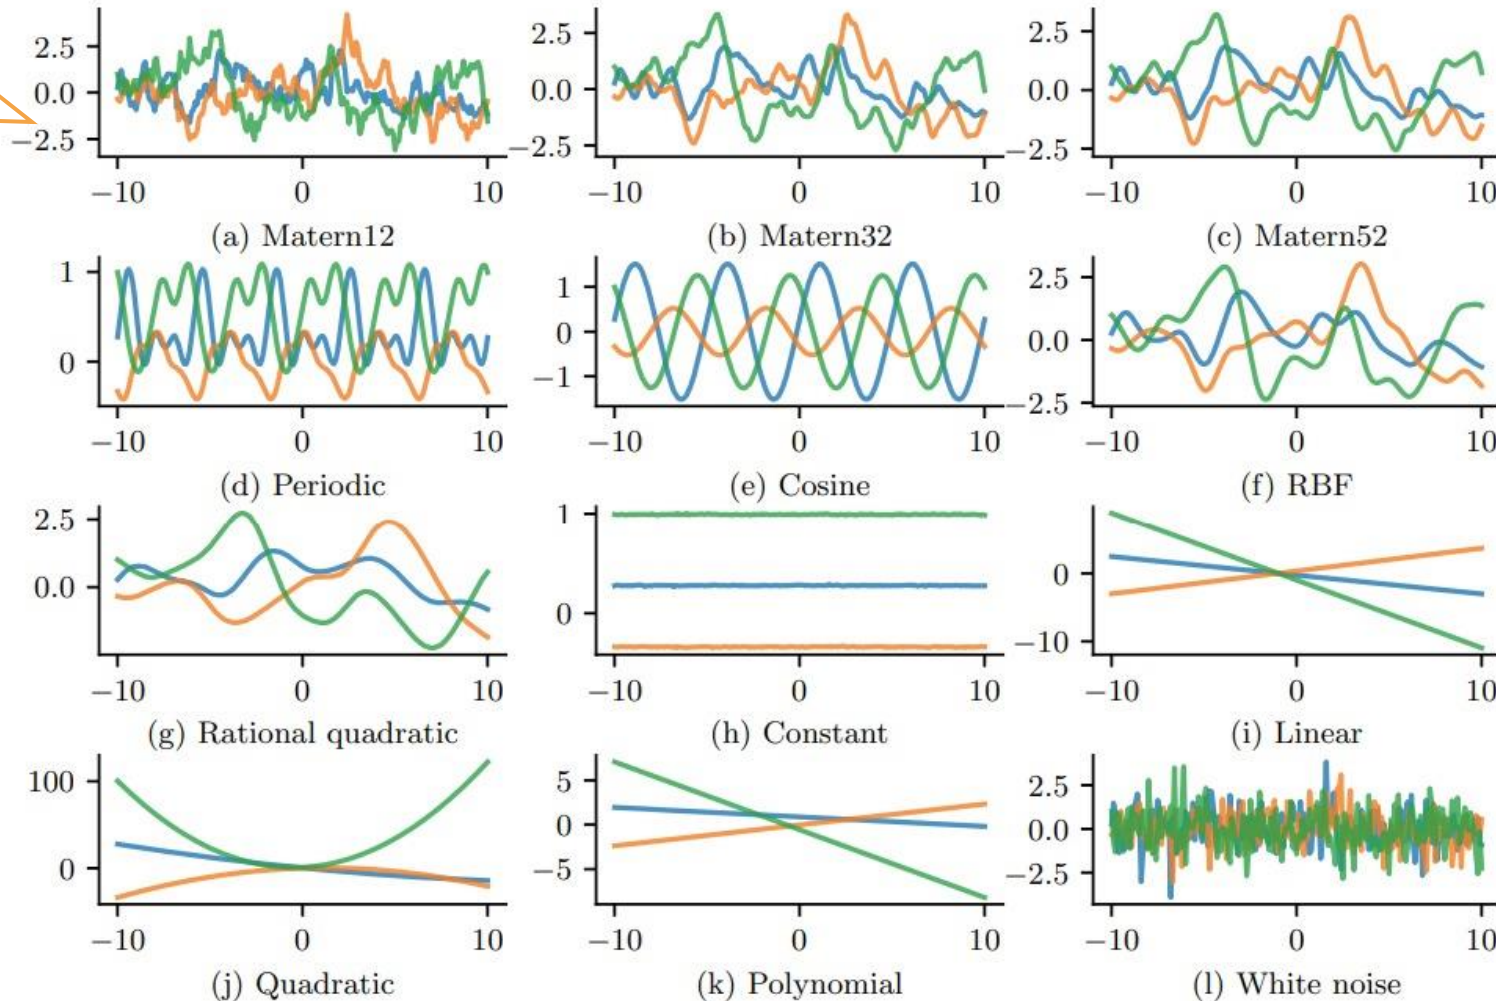 2.5
0.0
−2.5
−10 0 10
(a) Matern12
2.5
0.0
−2.5
−10 0 10
(b) Matern32
2.5
0.0
−2.5
−10 0 10
(c) Matern52
1
0
−10 0 10
(d) Periodic
1
0
−1
−10 0 10
(e) Cosine
2.5
0.0
−2.5
−10 0 10
(f) RBF
2.5
0.0
−10 0 10
(g) Rational quadratic
1
0
−10 0 10
(h) Constant
0
−10
−10 0 10
(i) Linear
100
0
−10 0 10
(j) Quadratic
5
0
−5
−10 0 10
(k) Polynomial
2.5
0.0
−2.5
−10 0 10
(l) White noise